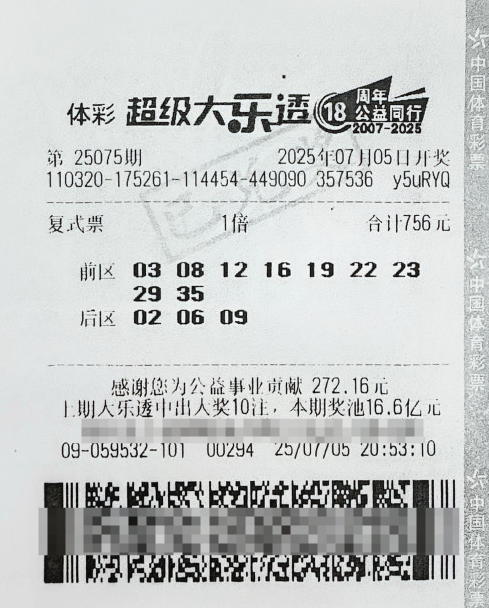 体彩 超级大乐透 18周年 公益同行 2007-2025
第 25075期 2025年07月05日开奖
110320-175261-114454-449090 357536 y5uRYQ
复式票 1倍 合计756元
前区 03 08 12 16 19 22 23
29 35
后区 02 06 09
感谢您为公益事业贡献 272.16元
上期大乐透中出大奖10注，本期奖池16.6亿元
09-059532-101 00294 25/07/05 20:53:10
中国体育彩票
中国体育彩票
中国体育彩票